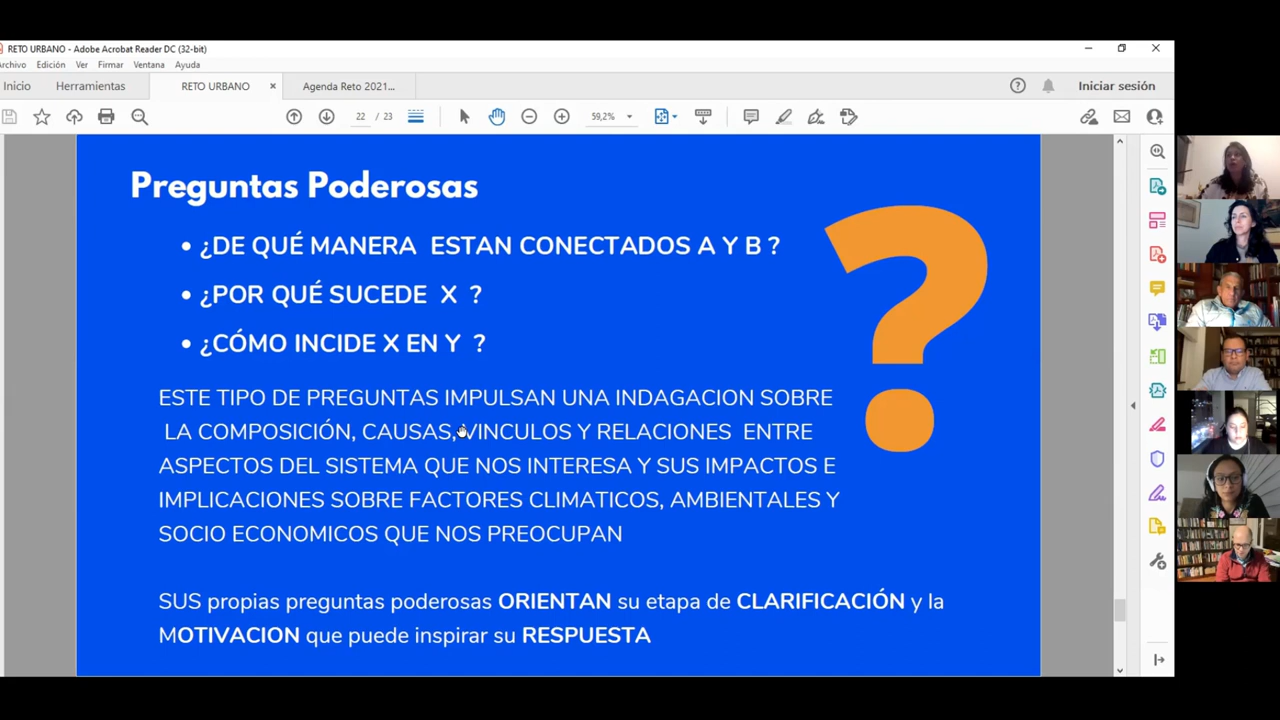 RETO URBANO - Adobe Acrobat Reader DC (32-bit)
Archivo Edición Ver Firmar Ventana Ayuda
Inicio Herramientas RETO URBANO × Agenda Reto 2021... Iniciar sesión
22 / 23 59,2%
Preguntas Poderosas
• ¿DE QUÉ MANERA ESTAN CONECTADOS A Y B ?
• ¿POR QUÉ SUCEDE X ?
• ¿CÓMO INCIDE X EN Y ?
?
ESTE TIPO DE PREGUNTAS IMPULSAN UNA INDAGACION SOBRE
LA COMPOSICIÓN, CAUSAS, VINCULOS Y RELACIONES ENTRE
ASPECTOS DEL SISTEMA QUE NOS INTERESA Y SUS IMPACTOS E
IMPLICACIONES SOBRE FACTORES CLIMATICOS, AMBIENTALES Y
SOCIO ECONOMICOS QUE NOS PREOCUPAN
SUS propias preguntas poderosas ORIENTAN su etapa de CLARIFICACIÓN y la
MOTIVACION que puede inspirar su RESPUESTA